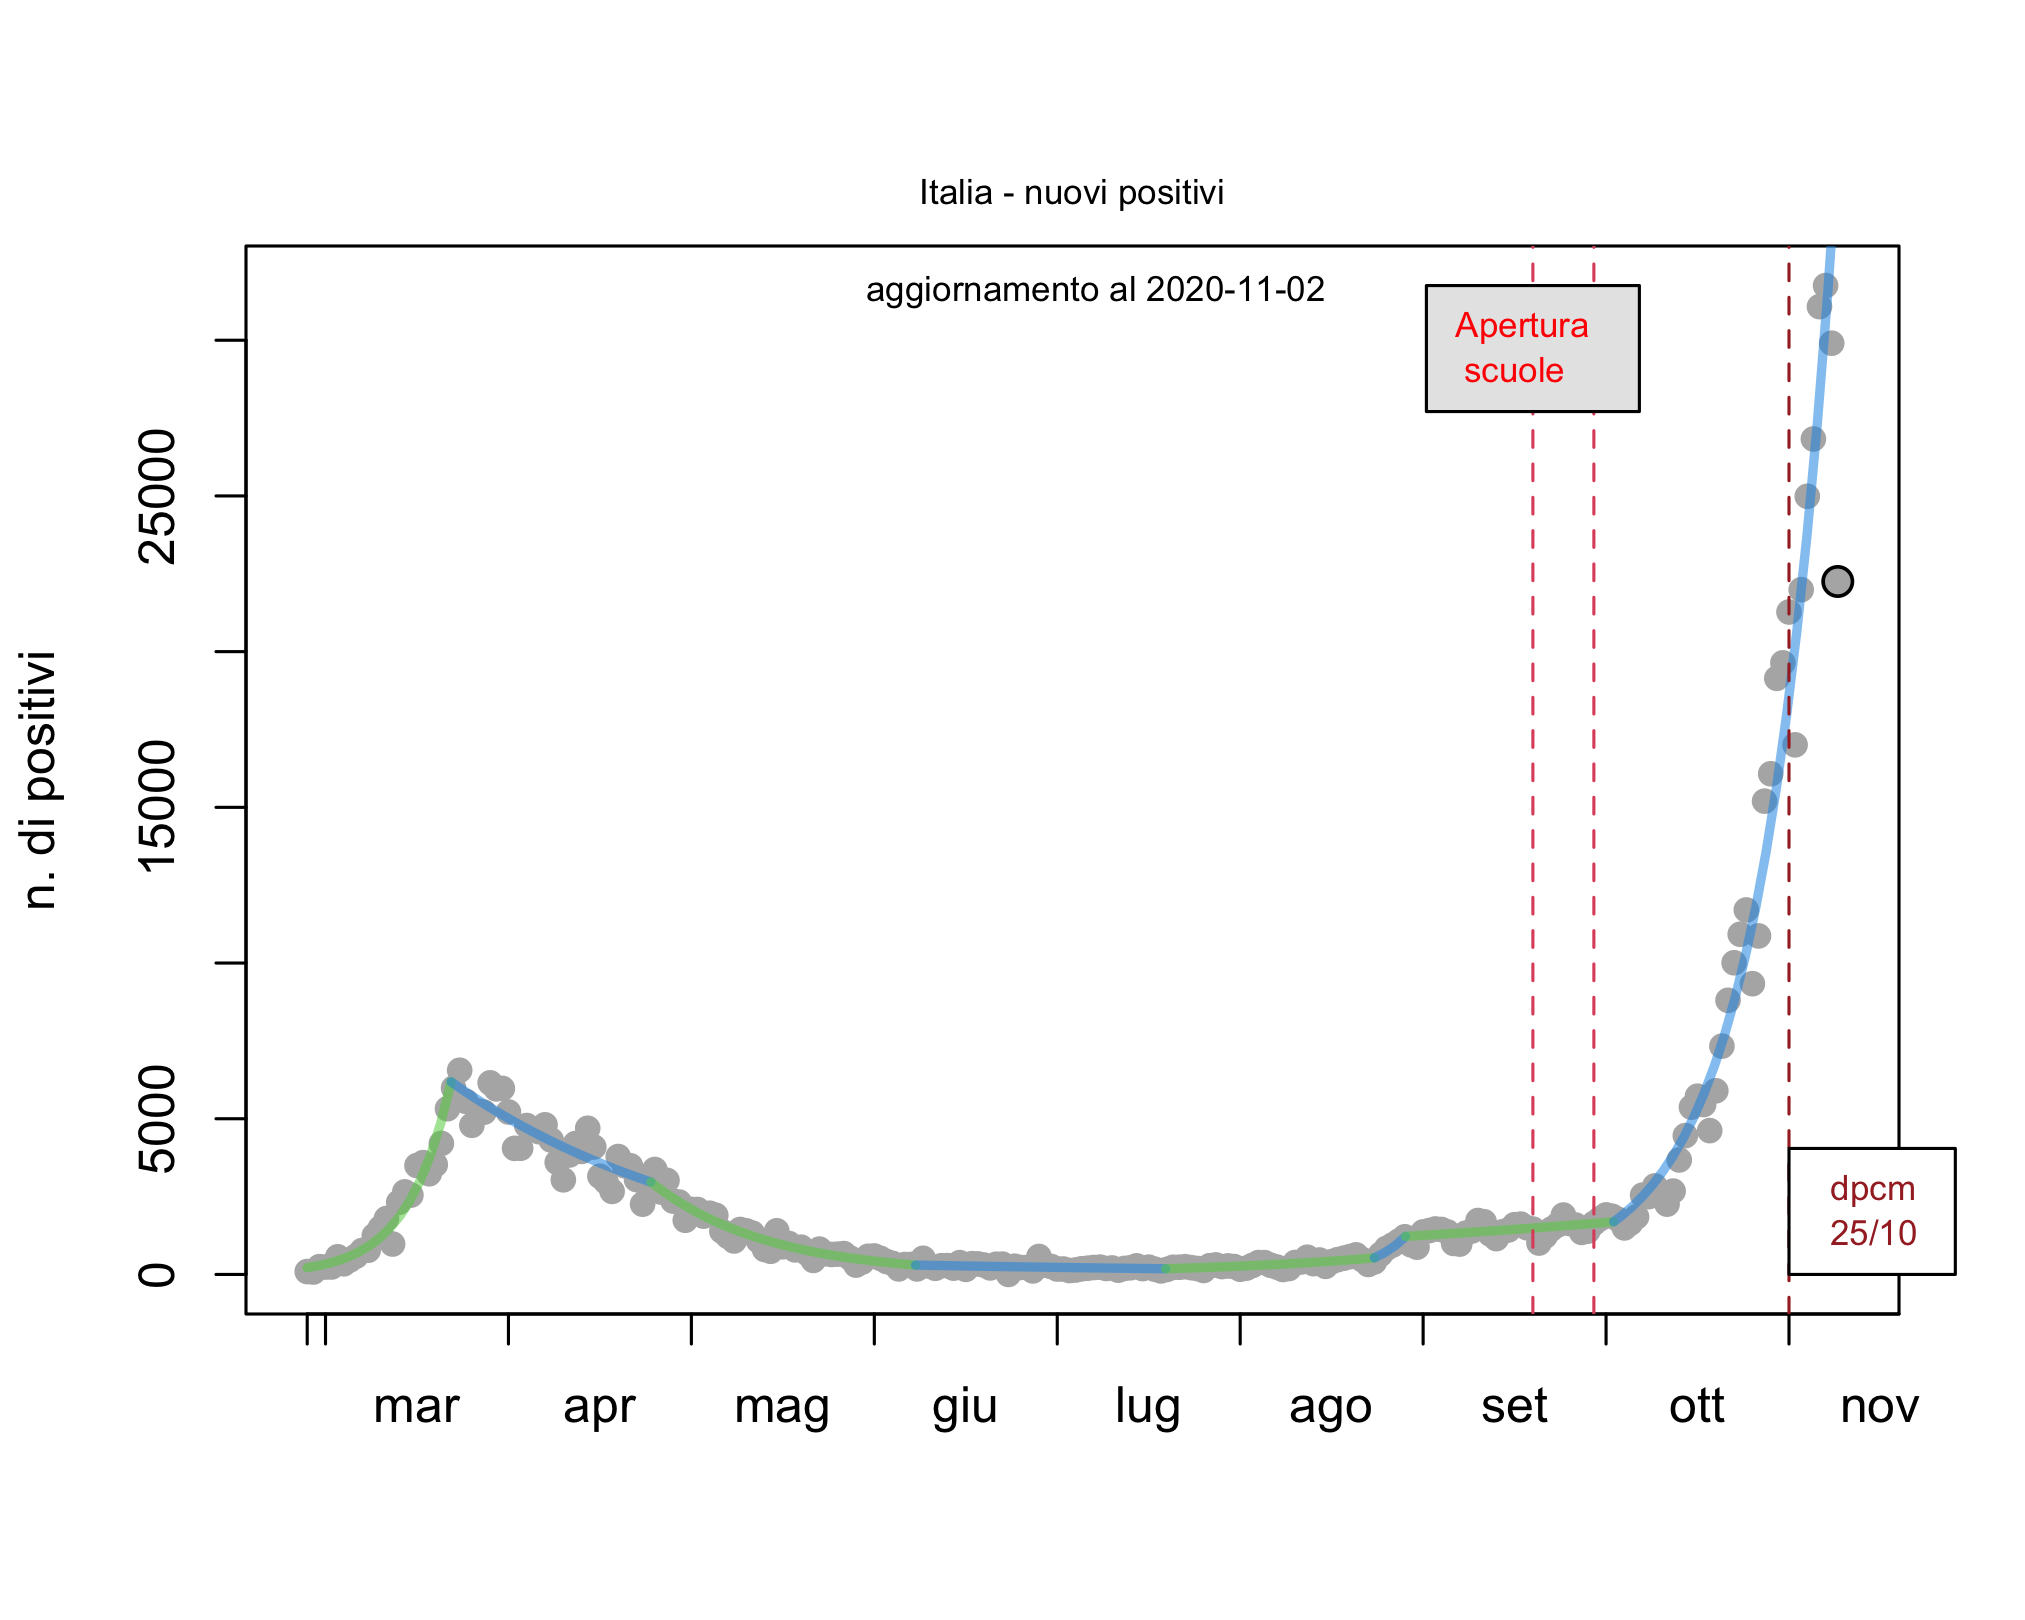 Italia - nuovi positivi
aggiornamento al 2020-11-02
Apertura
scuole
n. di positivi
25000
15000
5000
0
dpcm
25/10
mar apr mag giu lug ago set ott nov